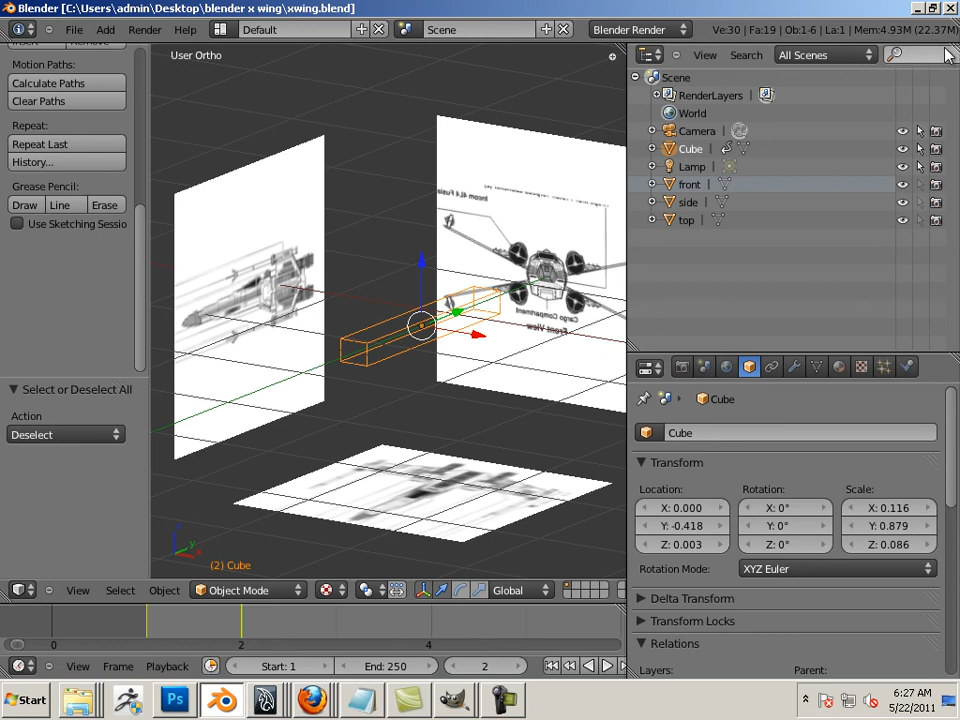 Blender [C:\Users\admin\Desktop\blender x wing\xwing.blend]
File Add Render Help Default Scene Blender Render Ve:30 | Fa:19 | Ob:1-6 | La:1 | Mem:4.93M (22.37M)
Motion Paths:
Calculate Paths
Clear Paths
Repeat:
Repeat Last
History...
Grease Pencil:
Draw Line Erase
Use Sketching Sessio
Select or Deselect All
Action
Deselect
User Ortho
Cargo Compartment
Front View
(2) Cube
View Select Object Object Mode Global
0 2 4
View Frame Playback Start: 1 End: 250 2
View Search All Scenes
Scene
RenderLayers |
World
Camera |
Cube |
Lamp |
front |
side |
top |
Cube
Cube
Transform
Location: Rotation: Scale:
X: 0.000 X: 0° X: 0.116
Y: -0.418 Y: 0° Y: 0.879
Z: 0.003 Z: 0° Z: 0.086
Rotation Mode: XYZ Euler
Delta Transform
Transform Locks
Relations
Layers: Parent:
Start Ps 6:27 AM
5/22/2011